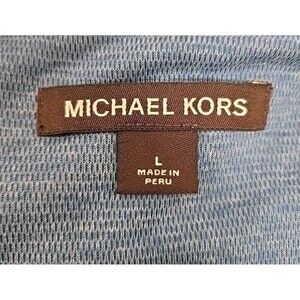 MICHAEL KORS
L
MADE IN
PERU